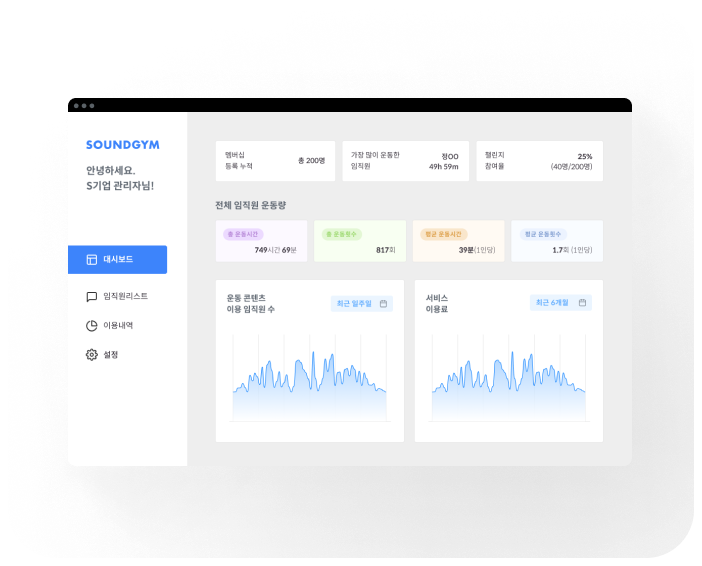 SOUNDGYM
안녕하세요.
S기업 관리자님!
대시보드
임직원리스트
이용내역
설정
멤버십
등록 누적
총 200명
가장 많이 운동한
임직원
정OO
49h 59m
챌린지
참여율
25%
(40명/200명)
전체 임직원 운동량
총 운동시간
749시간 69분
총 운동횟수
817회
평균 운동시간
39분(1인당)
평균 운동횟수
1.7회 (1인당)
운동 콘텐츠
이용 임직원 수
최근 일주일
서비스
이용료
최근 6개월